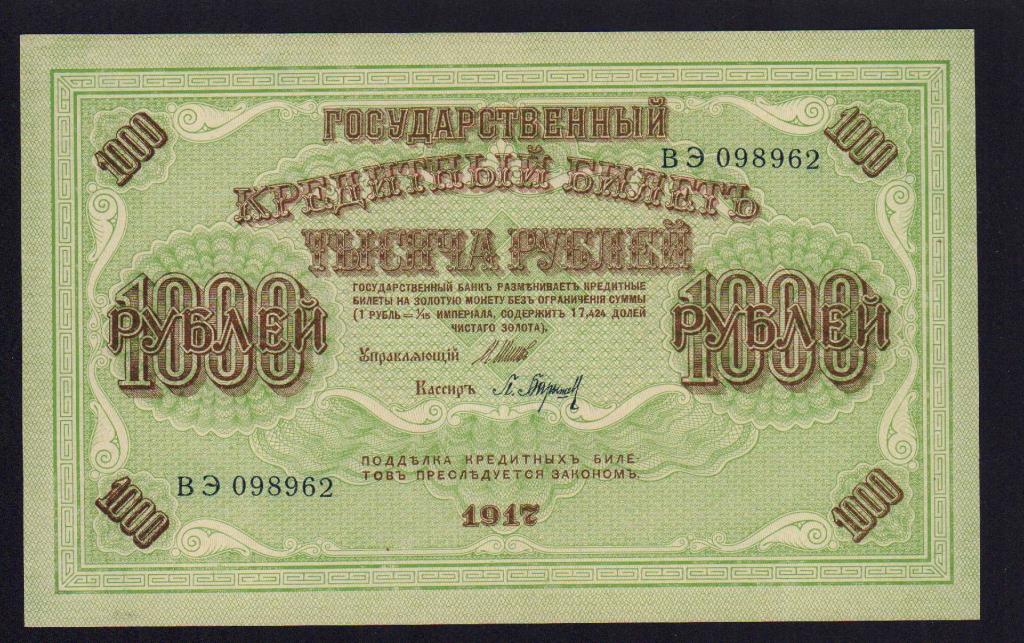 1000
1000
ГОСУДАРСТВЕННЫЙ
ВЭ 098962
КРЕДИТНЫЙ БИЛЕТЪ
ТЫСЯЧА РУБЛЕЙ
1000
РУБЛЕЙ
1000
РУБЛЕЙ
ГОСУДАРСТВЕННЫЙ БАНКЪ РАЗМѢНИВАЕТЪ КРЕДИТНЫЕ
БИЛЕТЫ НА ЗОЛОТУЮ МОНЕТУ БЕЗЪ ОГРАНИЧЕНІЯ СУММЫ
(1 РУБЛЬ = 1/15 ИМПЕРІАЛА, СОДЕРЖИТЪ 17,424 ДОЛЕЙ
ЧИСТАГО ЗОЛОТА).
Управляющій
Кассиръ
ПОДДѢЛКА КРЕДИТНЫХЪ БИЛЕ-
ТОВЪ ПРЕСЛѢДУЕТСЯ ЗАКОНОМЪ.
ВЭ 098962
1917
1000
1000